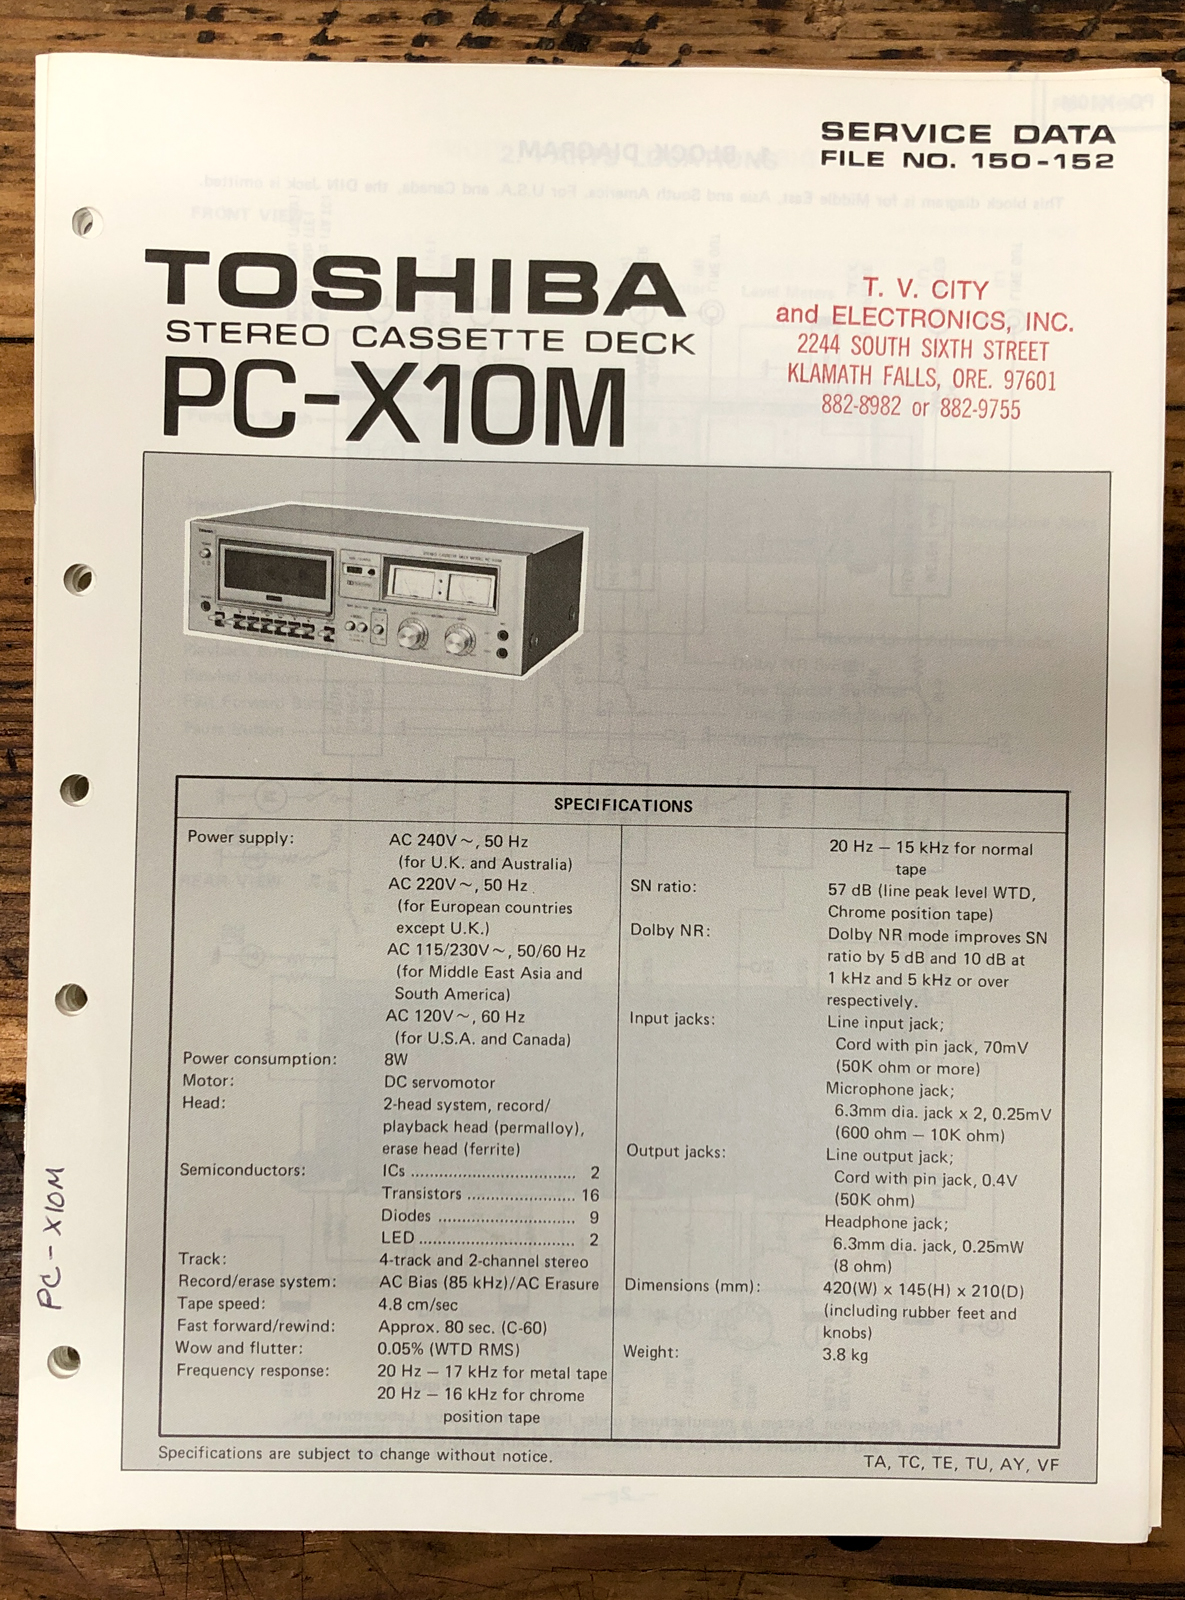 SERVICE DATA
FILE NO. 150-152
TOSHIBA
STEREO CASSETTE DECK
PC-X10M
T. V. CITY
and ELECTRONICS, INC.
2244 SOUTH SIXTH STREET
KLAMATH FALLS, ORE. 97601
882-8982 or 882-9755
SPECIFICATIONS
Power supply: AC 240V~, 50 Hz
(for U.K. and Australia)
AC 220V~, 50 Hz
(for European countries
except U.K.)
AC 115/230V~, 50/60 Hz
(for Middle East Asia and
South America)
AC 120V~, 60 Hz
(for U.S.A. and Canada)
Power consumption: 8W
Motor: DC servomotor
Head: 2-head system, record/
playback head (permalloy),
erase head (ferrite)
Semiconductors: ICs ................................ 2
Transistors ...................... 16
Diodes ............................ 9
LED ................................ 2
Track: 4-track and 2-channel stereo
Record/erase system: AC Bias (85 kHz)/AC Erasure
Tape speed: 4.8 cm/sec
Fast forward/rewind: Approx. 80 sec. (C-60)
Wow and flutter: 0.05% (WTD RMS)
Frequency response: 20 Hz – 17 kHz for metal tape
20 Hz – 16 kHz for chrome
position tape
20 Hz – 15 kHz for normal
tape
SN ratio: 57 dB (line peak level WTD,
Chrome position tape)
Dolby NR: Dolby NR mode improves SN
ratio by 5 dB and 10 dB at
1 kHz and 5 kHz or over
respectively.
Input jacks: Line input jack;
Cord with pin jack, 70mV
(50K ohm or more)
Microphone jack;
6.3mm dia. jack x 2, 0.25mV
(600 ohm – 10K ohm)
Output jacks: Line output jack;
Cord with pin jack, 0.4V
(50K ohm)
Headphone jack;
6.3mm dia. jack, 0.25mW
(8 ohm)
Dimensions (mm): 420(W) x 145(H) x 210(D)
(including rubber feet and
knobs)
Weight: 3.8 kg
Specifications are subject to change without notice.
TA, TC, TE, TU, AY, VF
PC-X10M